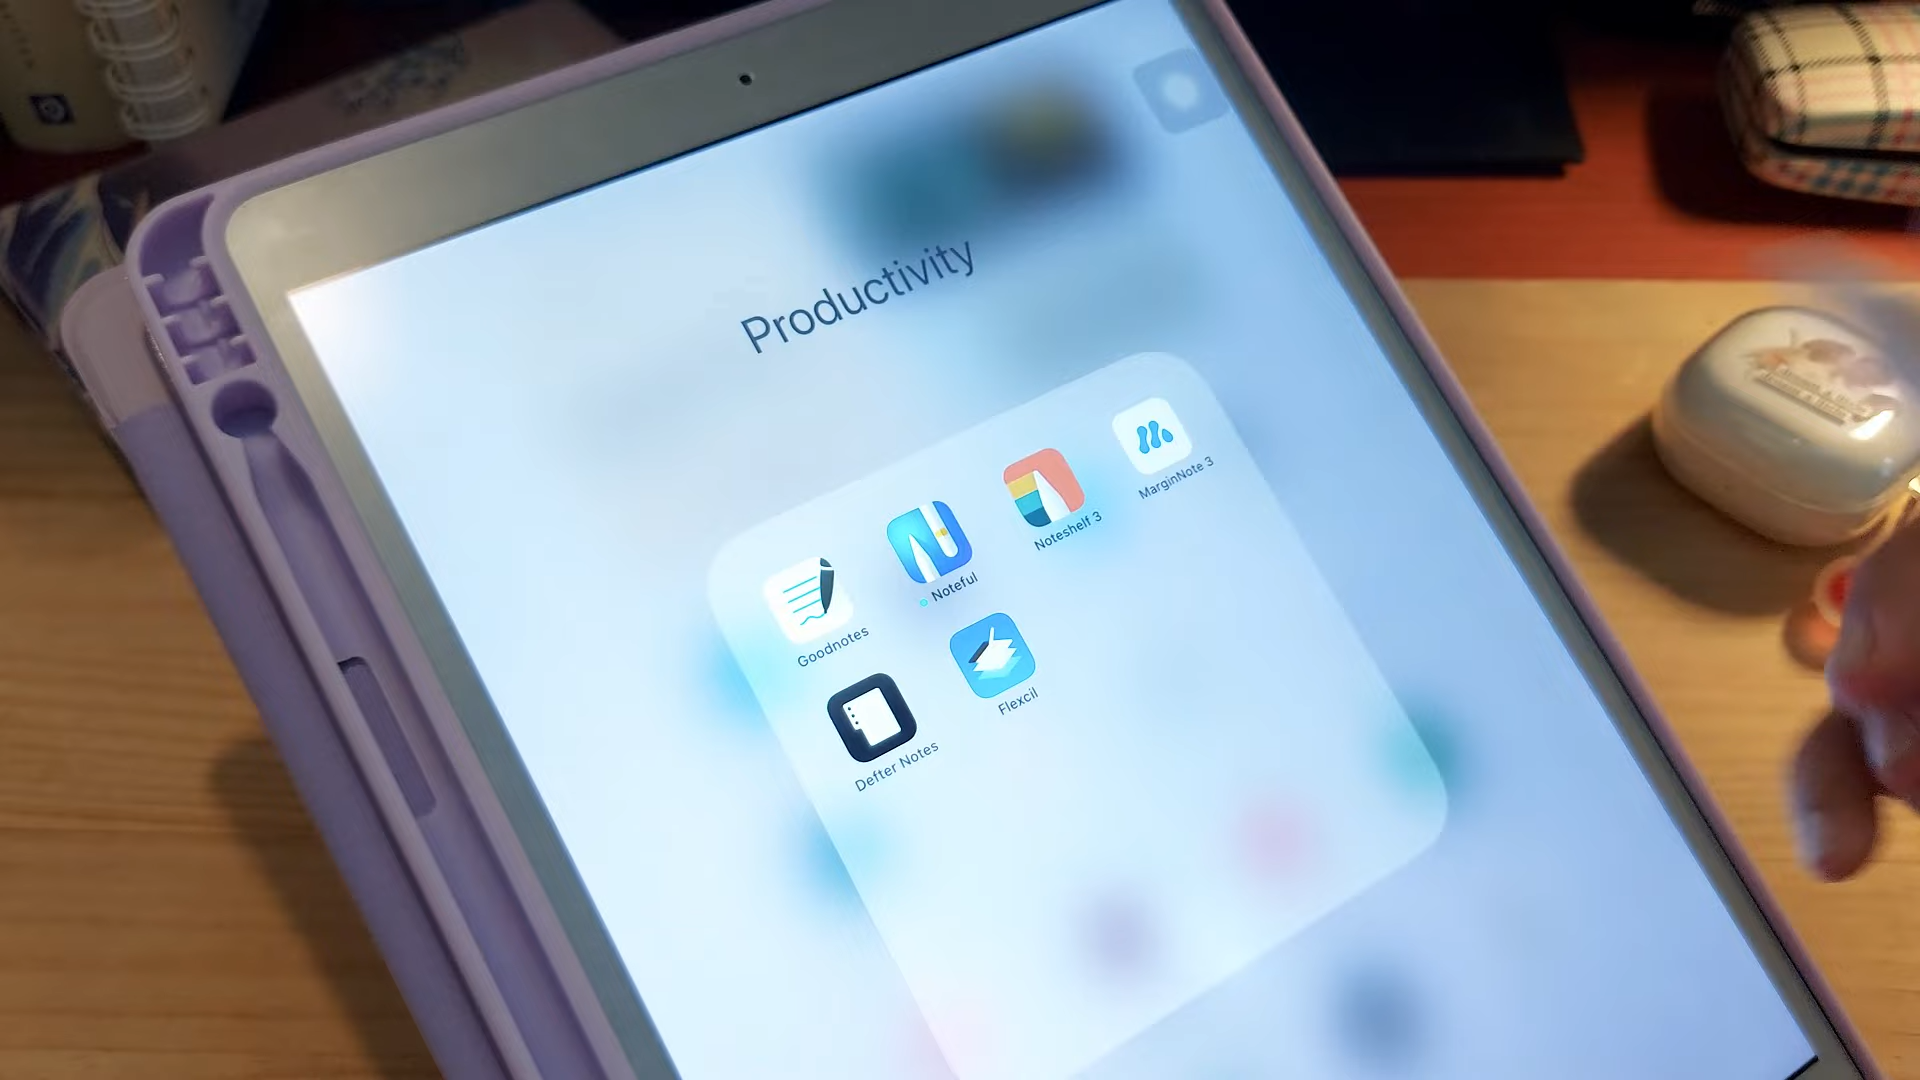 Productivity
Goodnotes
Noteful
Noteshelf 3
MarginNote 3
Defter Notes
Flexcil